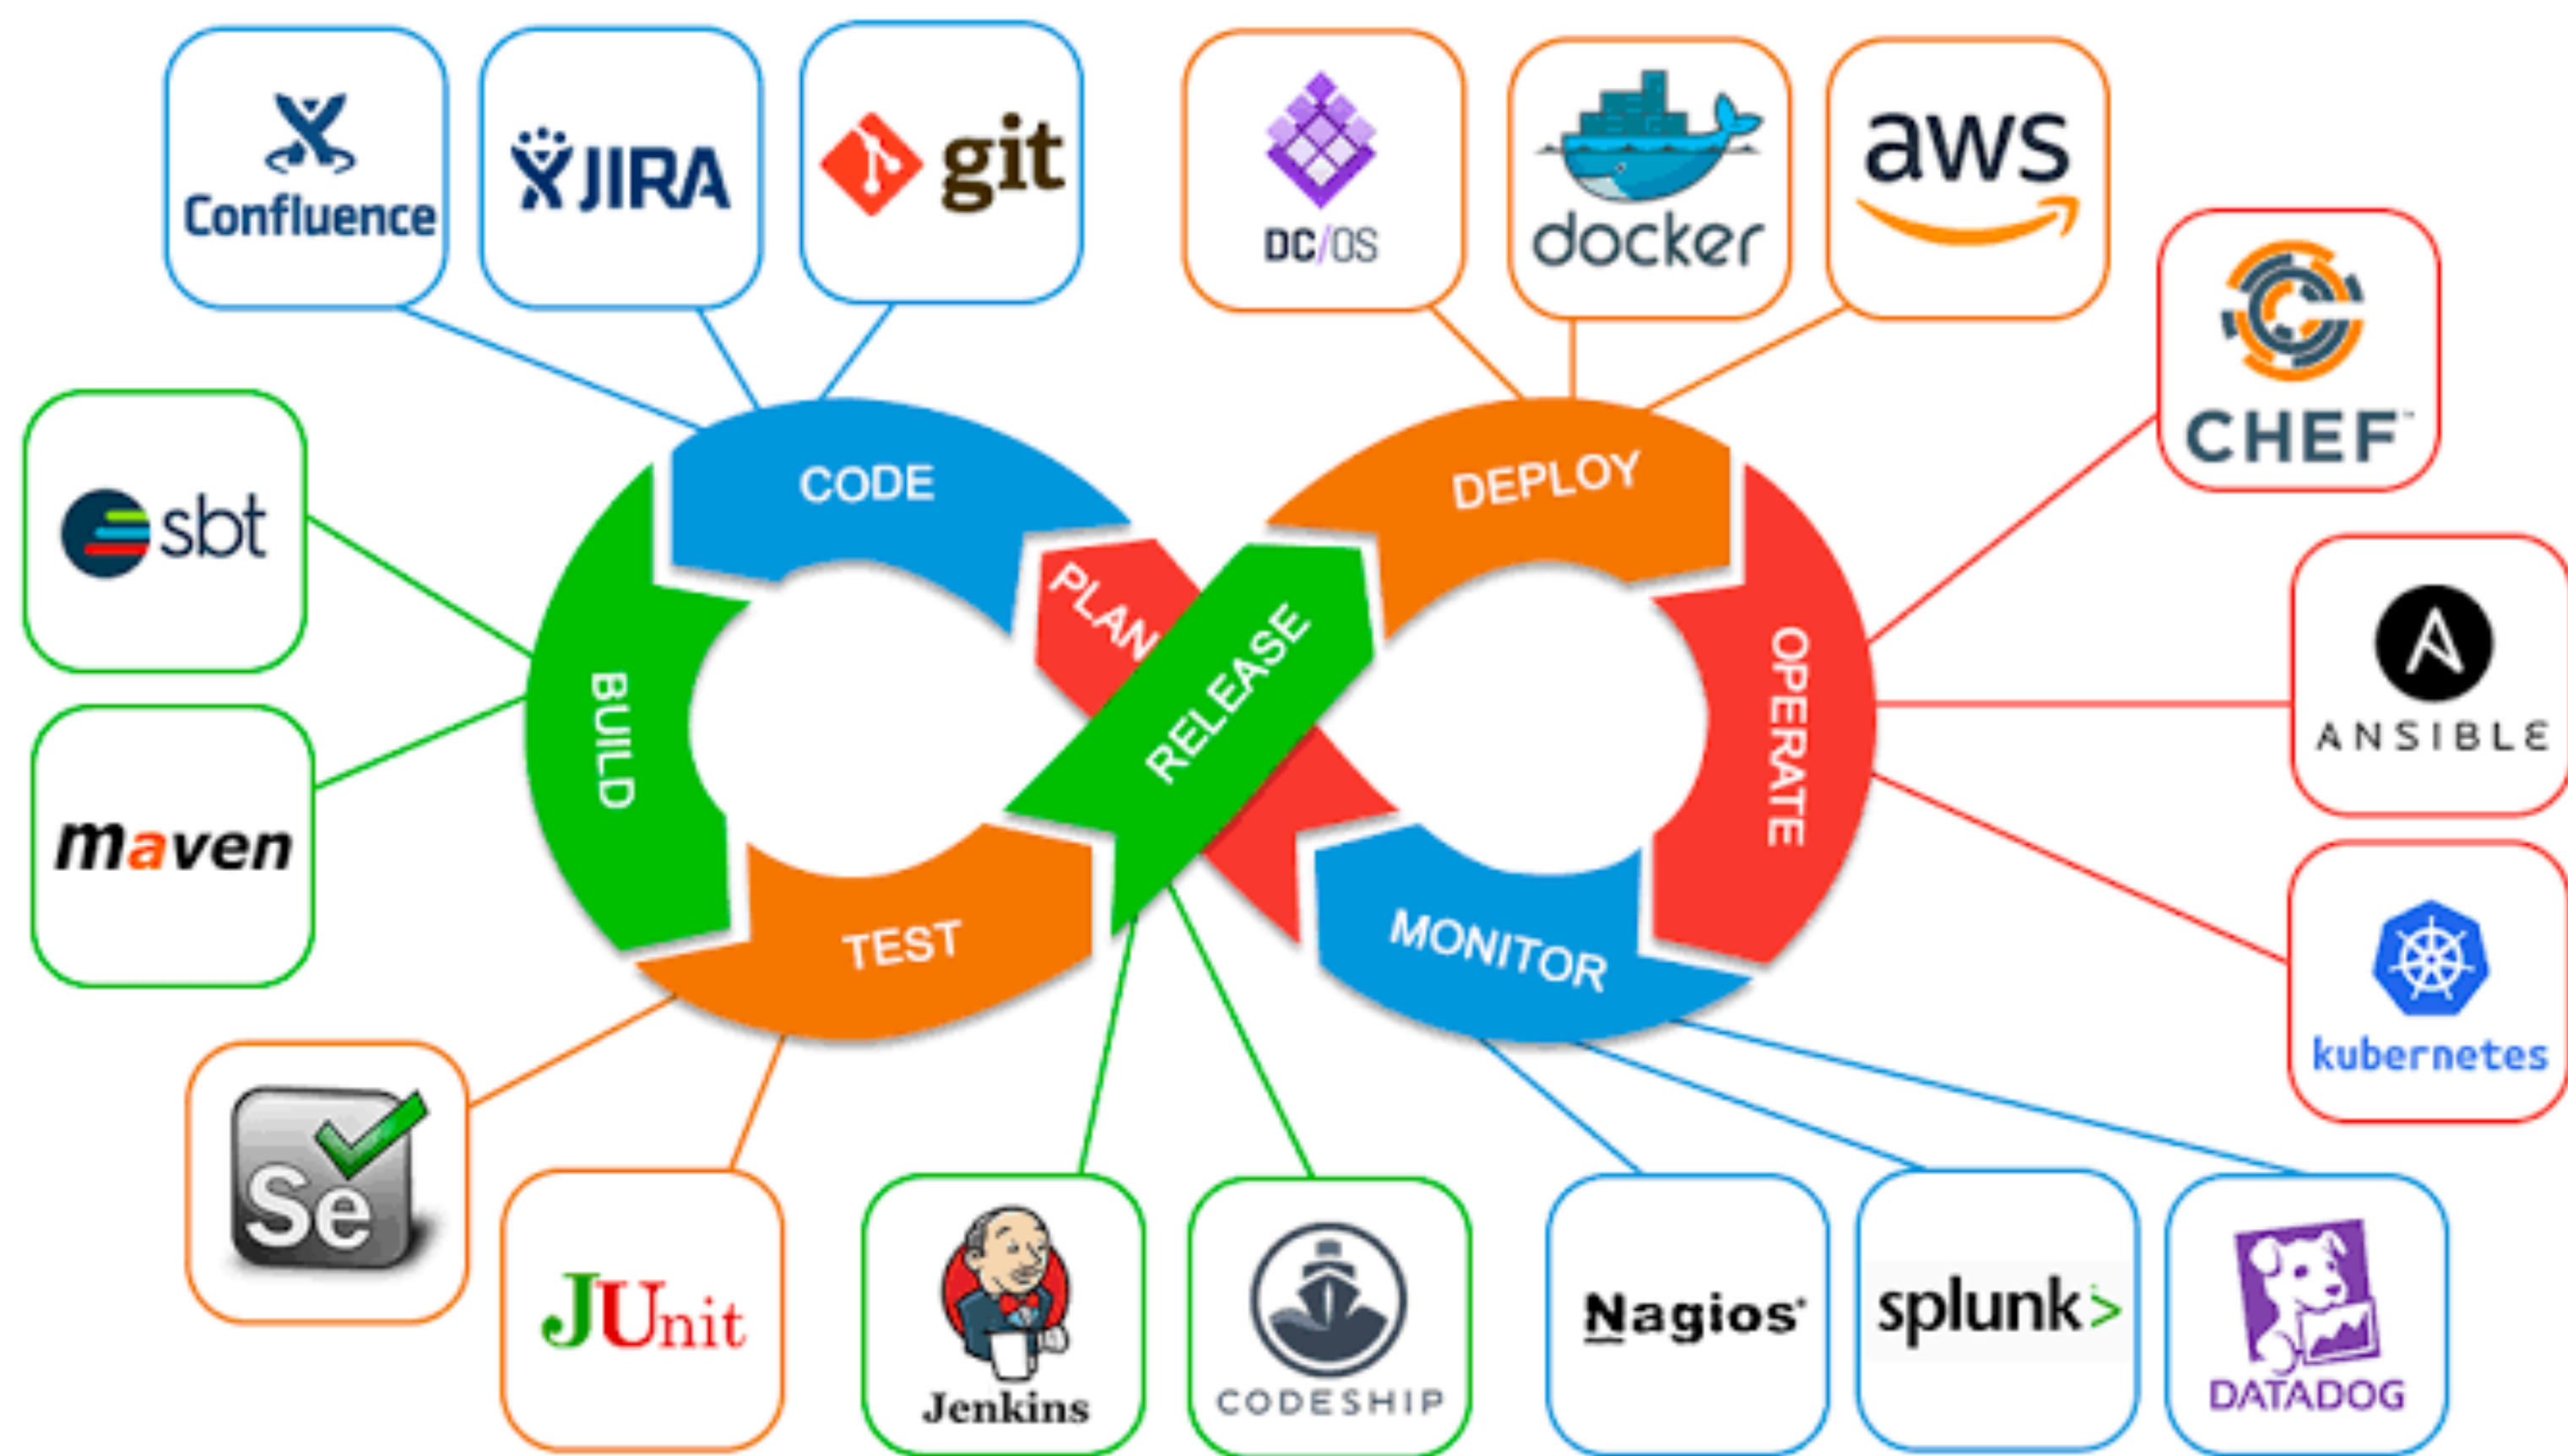 Confluence
JIRA
git
DC/OS
docker
aws
CHEF™
sbt
CODE
DEPLOY
PLAN
RELEASE
OPERATE
ANSIBLE
BUILD
maven
TEST
MONITOR
kubernetes
Se
JUnit
Jenkins
CODESHIP
Nagios®
splunk>
DATADOG